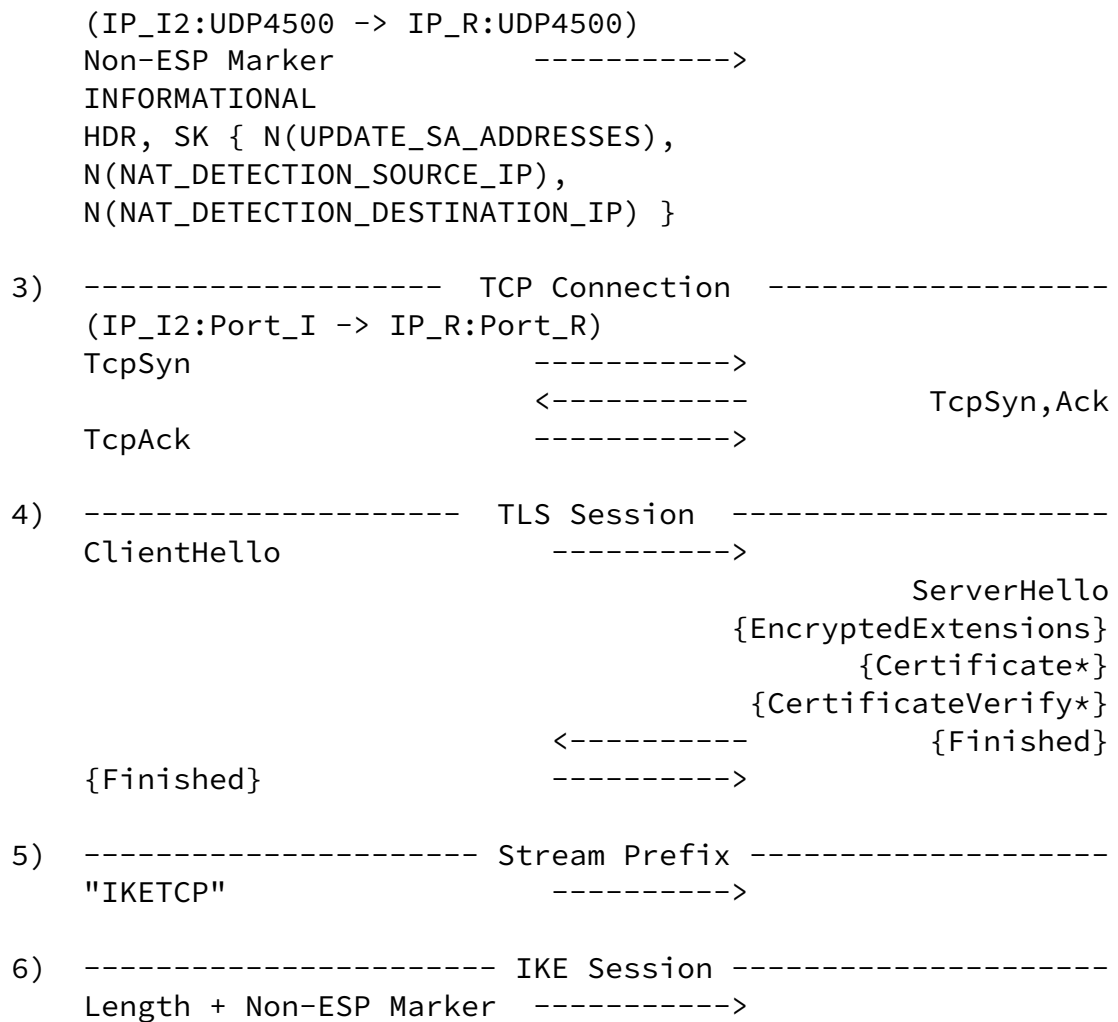 (IP_I2:UDP4500 -> IP_R:UDP4500)
Non-ESP Marker           ----------->
INFORMATIONAL
HDR, SK { N(UPDATE_SA_ADDRESSES),
N(NAT_DETECTION_SOURCE_IP),
N(NAT_DETECTION_DESTINATION_IP) }
3)  --------------------  TCP Connection  -------------------
(IP_I2:Port_I -> IP_R:Port_R)
TcpSyn                   ----------->
<-----------          TcpSyn,Ack
TcpAck                   ----------->
4)  ---------------------  TLS Session  ---------------------
ClientHello               ---------->
ServerHello
{EncryptedExtensions}
{Certificate*}
{CertificateVerify*}
<----------          {Finished}
{Finished}                ---------->
5)  ---------------------- Stream Prefix --------------------
"IKETCP"                  ---------->
6)  ----------------------- IKE Session ---------------------
Length + Non-ESP Marker  ----------->